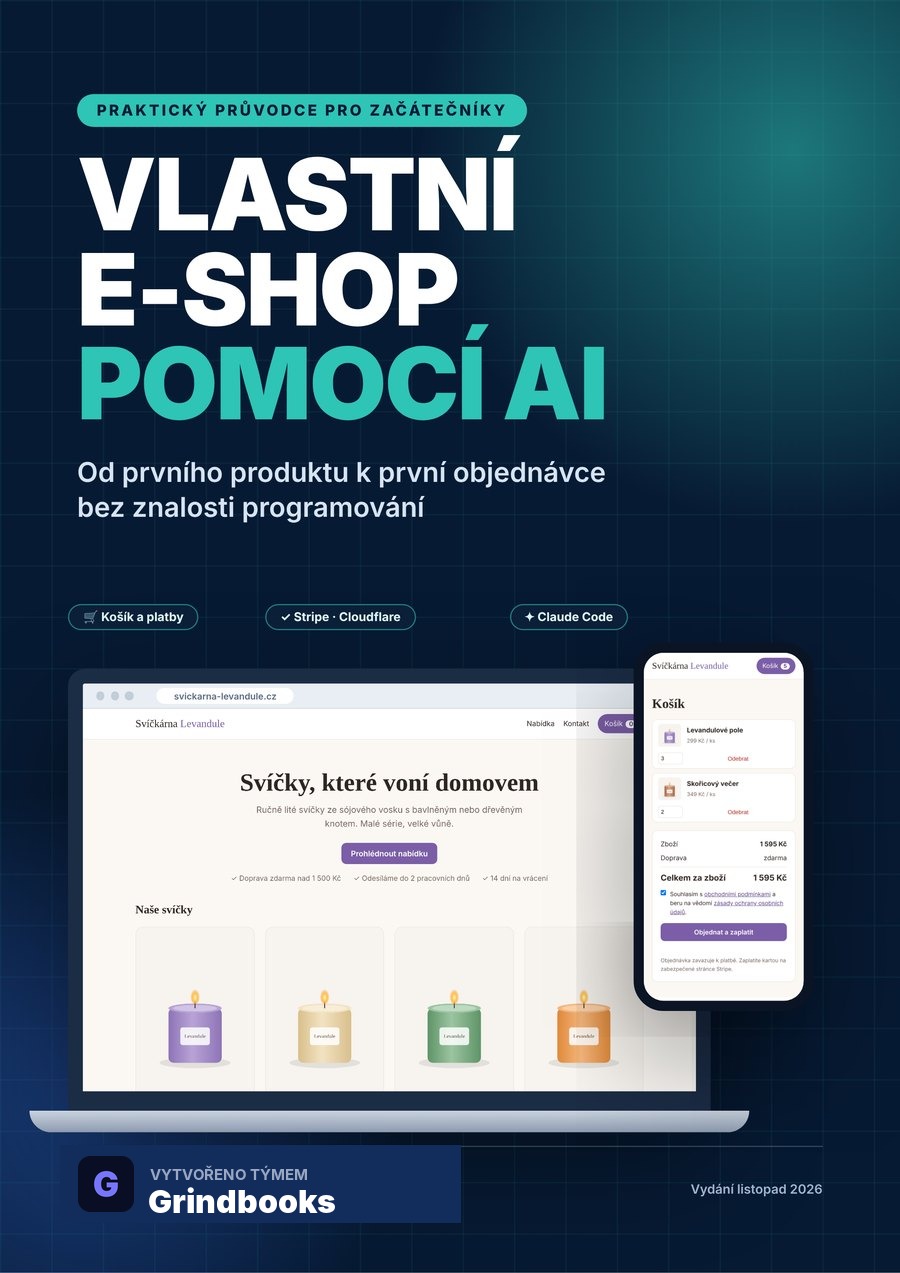 PRAKTICKÝ PRŮVODCE PRO ZAČÁTEČNÍKY
VLASTNÍ
E-SHOP
POMOCÍ AI
Od prvního produktu k první objednávce
bez znalosti programování
🛒 Košík a platby
✓ Stripe · Cloudflare
✦ Claude Code
svickarna-levandule.cz
Svíčkárna Levandule
Nabídka Kontakt Košík
Svíčky, které voní domovem
Ručně lité svíčky ze sójového vosku s bavlněným nebo dřevěným
knotem. Malé série, velké vůně.
Prohlédnout nabídku
✓ Doprava zdarma nad 1 500 Kč ✓ Odesíláme do 2 pracovních dnů ✓ 14 dní na vrácení
Naše svíčky
Levandule
Levandule
Levandule
Levandule
Svíčkárna Levandule
Košík 5
Košík
Levandulové pole
299 Kč / ks
3 Odebrat
Skořicový večer
349 Kč / ks
2 Odebrat
Zboží 1 595 Kč
Doprava zdarma
Celkem za zboží 1 595 Kč
Souhlasím s obchodními podmínkami a
beru na vědomí zásady ochrany osobních
údajů.
Objednat a zaplatit
Objednávka zavazuje k platbě. Zaplatíte kartou na
zabezpečené stránce Stripe.
G
VYTVOŘENO TÝMEM
Grindbooks
Vydání listopad 2026